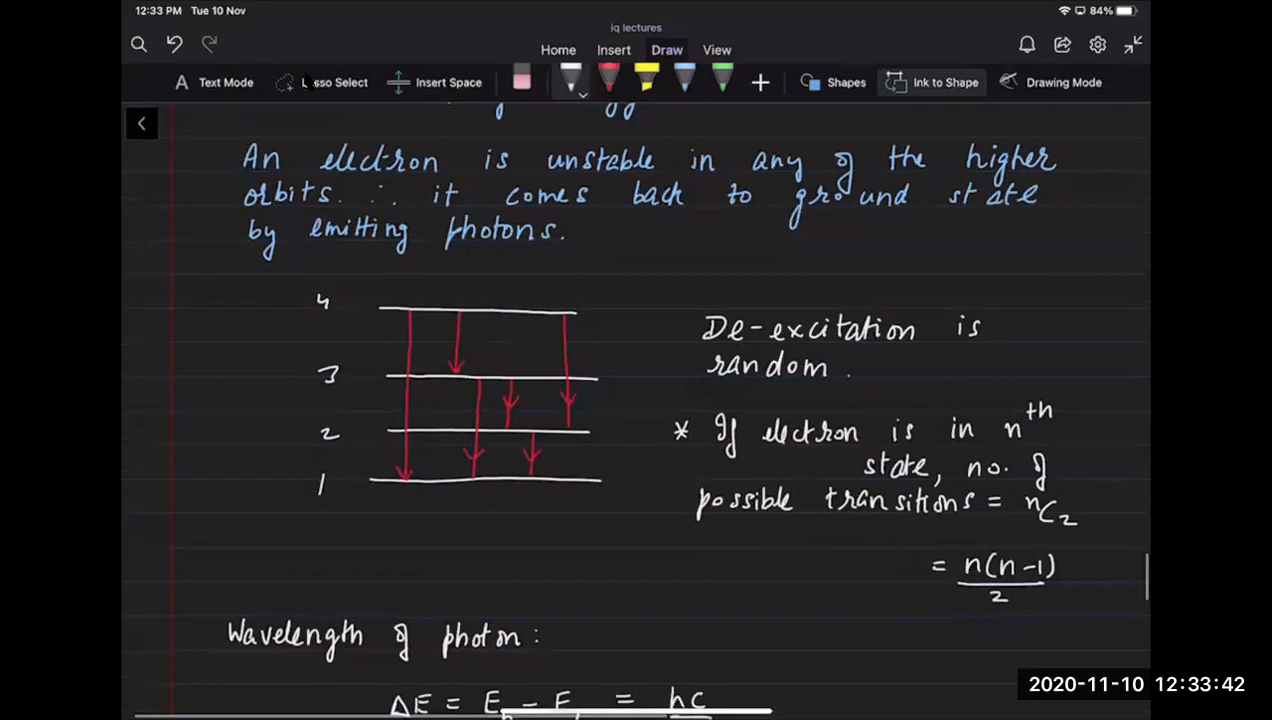 12:33 PM Tue 10 Nov
84%
iq lectures
Home Insert Draw View
Text Mode Lasso Select Insert Space Shapes Ink to Shape Drawing Mode
An electron is unstable in any of the higher
orbits. ∴ it comes back to ground state
by emitting photons.
4
3
2
1
De-excitation is
random.
* If electron is in nth
state, no. of
possible transitions = nC2
= n(n-1)
2
Wavelength of photon :
ΔE = E - E = hc
2020-11-10 12:33:42